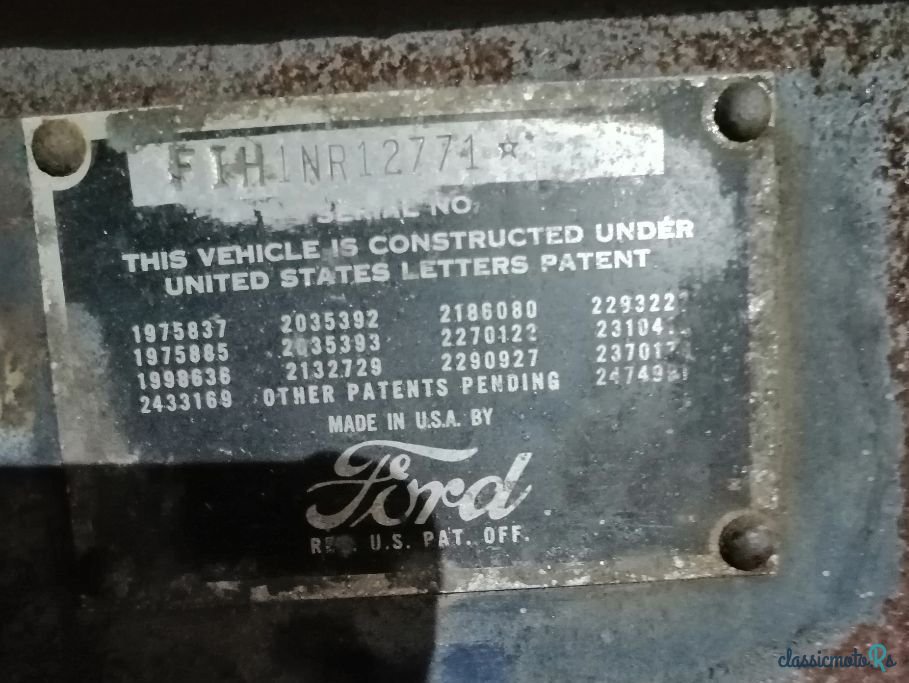 F1H1NR12771☆
SERIAL NO.
THIS VEHICLE IS CONSTRUCTED UNDER
UNITED STATES LETTERS PATENT
1975837 2035392 2186080
1975885 2035393 2270122
1998636 2132729 2290927
2433169 OTHER PATENTS PENDING
MADE IN U.S.A. BY
Ford
U.S. PAT. OFF.
classicmotoRs